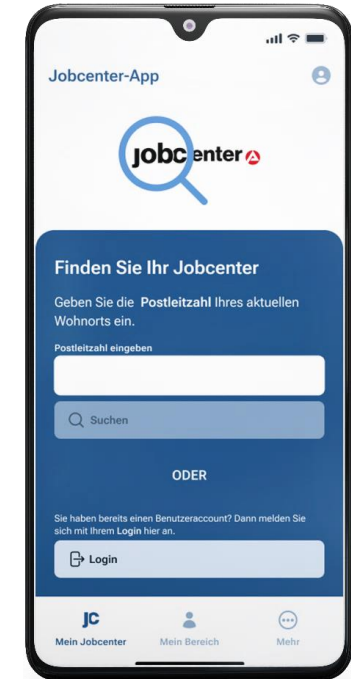 Jobcenter-App
jobcenter
Finden Sie Ihr Jobcenter
Geben Sie die Postleitzahl Ihres aktuellen
Wohnorts ein.
Postleitzahl eingeben
Suchen
ODER
Sie haben bereits einen Benutzeraccount? Dann melden Sie
sich mit Ihrem Login hier an.
Login
JC
Mein Jobcenter
Mein Bereich
Mehr